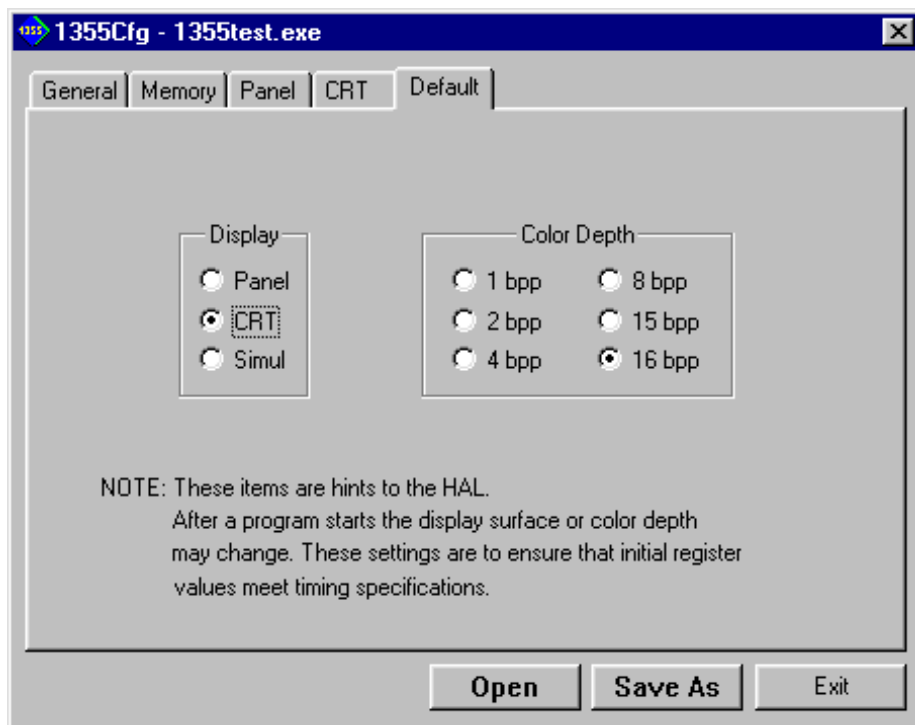 1355 1355Cfg - 1355test.exe
General Memory Panel CRT Default
Display
Panel
CRT
Simul
Color Depth
1 bpp 8 bpp
2 bpp 15 bpp
4 bpp 16 bpp
NOTE: These items are hints to the HAL.
After a program starts the display surface or color depth
may change. These settings are to ensure that initial register
values meet timing specifications.
Open Save As Exit